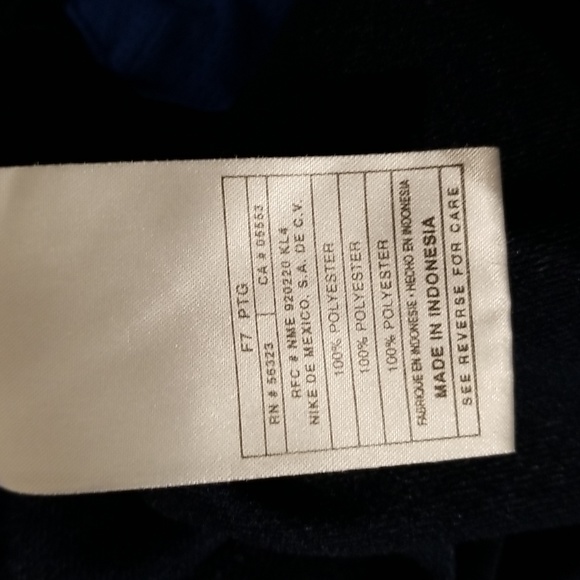 F7 PTG
RN # 56323 CA # 05553
RFC # NME 920220 KL4
NIKE DE MEXICO, S.A. DE C.V.
100% POLYESTER
100% POLYESTER
100% POLYESTER
FABRIQUE EN INDONESIE • HECHO EN INDONESIA
MADE IN INDONESIA
SEE REVERSE FOR CARE